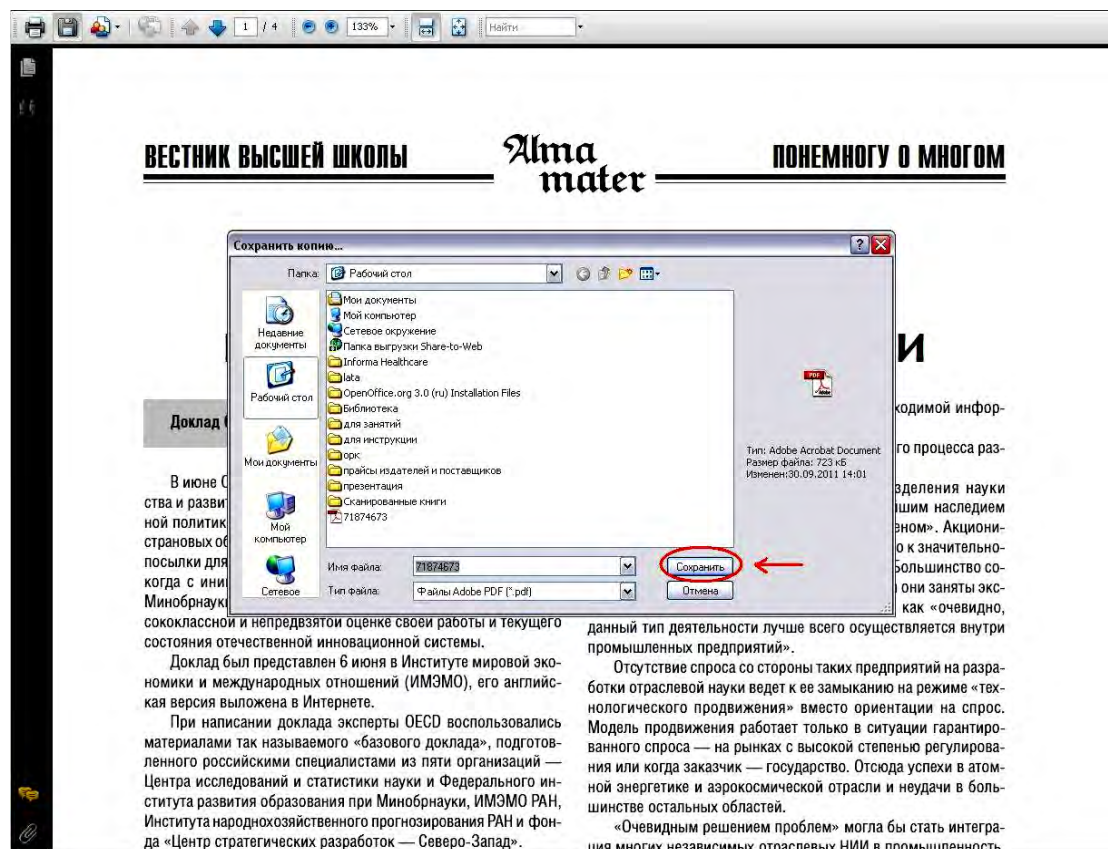 1 / 4 133% Найти
ВЕСТНИК ВЫСШЕЙ ШКОЛЫ
Alma
mater
ПОНЕМНОГУ О МНОГОМ
Сохранить копию...
Папка: Рабочий стол
Недавние
документы
Рабочий стол
Мои документы
Мой
компьютер
Сетевое
Мои документы
Мой компьютер
Сетевое окружение
Папка выгрузки Share-to-Web
Informa Healthcare
lata
OpenOffice.org 3.0 (ru) Installation Files
Библиотека
для занятий
для инструкции
орк
прайсы издателей и поставщиков
презентация
Сканированные книги
71874673
PDF
Adobe
Тип: Adobe Acrobat Document
Размер файла: 723 кБ
Изменен:30.09.2011 14:01
Имя файла: 71874673 Сохранить
Тип файла: Файлы Adobe PDF (*.pdf) Отмена
И
Доклад
В июне
ства и разви
ной политик
страновых об
посылки для
когда с ини
Минобрнауки
сококлассной и непредвзятой оценке своей работы и текущего
состояния отечественной инновационной системы.
Доклад был представлен 6 июня в Институте мировой эко-
номики и международных отношений (ИМЭМО), его английс-
кая версия выложена в Интернете.
При написании доклада эксперты OECD воспользовались
материалами так называемого «базового доклада», подготов-
ленного российскими специалистами из пяти организаций —
Центра исследований и статистики науки и Федерального ин-
ститута развития образования при Минобрнауки, ИМЭМО РАН,
Института народнохозяйственного прогнозирования РАН и фон-
да «Центр стратегических разработок — Северо-Запад».
ходимой инфор-
го процесса раз-
зделения науки
шим наследием
еном». Акциони-
о к значительно-
Большинство со-
они заняты экс-
как «очевидно,
данный тип деятельности лучше всего осуществляется внутри
промышленных предприятий».
Отсутствие спроса со стороны таких предприятий на разра-
ботки отраслевой науки ведет к ее замыканию на режиме «тех-
нологического продвижения» вместо ориентации на спрос.
Модель продвижения работает только в ситуации гарантиро-
ванного спроса — на рынках с высокой степенью регулирова-
ния или когда заказчик — государство. Отсюда успехи в атом-
ной энергетике и аэрокосмической отрасли и неудачи в боль-
шинстве остальных областей.
«Очевидным решением проблем» могла бы стать интегра-
ция многих независимых отраслевых НИИ в промышленность.